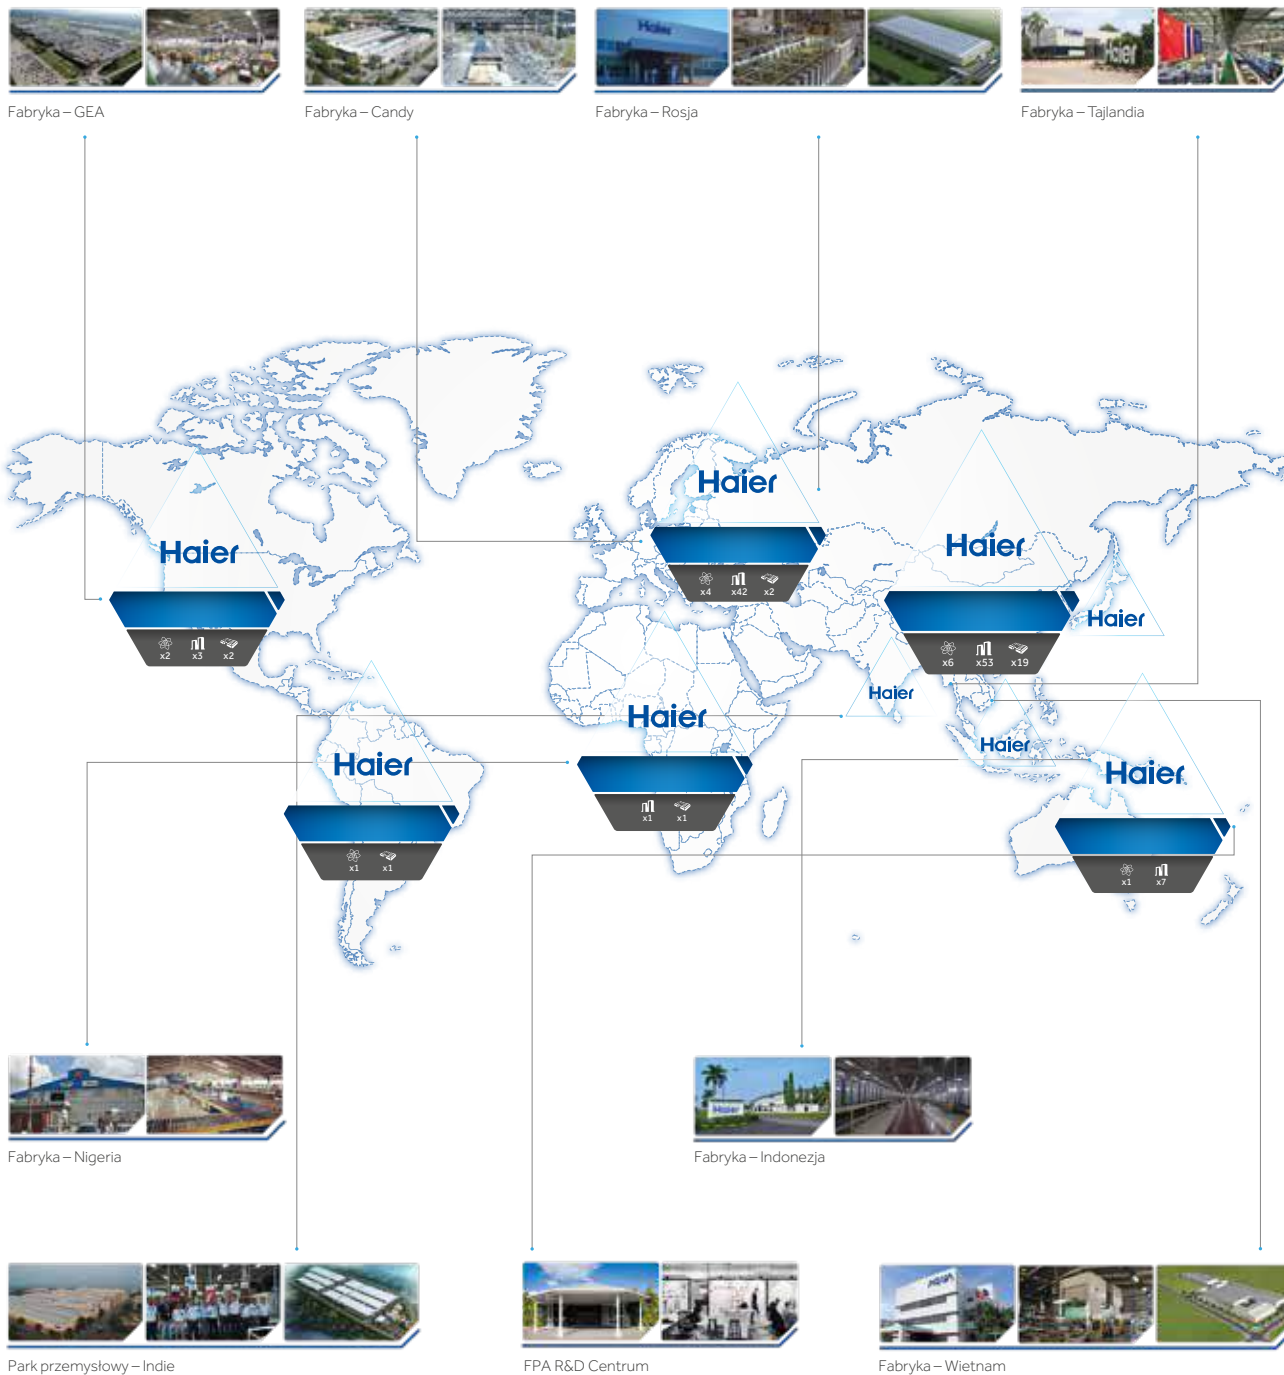 Fabryka – GEA
Fabryka – Candy
Fabryka – Rosja
Fabryka – Tajlandia
Haier
x4 x42 x2
Haier
x2 x3 x2
Haier
x6 x53 x19
Haier
Haier
Haier
x1 x1
Haier
x1 x1
Haier
Haier
x1 x7
Fabryka – Nigeria
Fabryka – Indonezja
Park przemysłowy – Indie
FPA R&D Centrum
Fabryka – Wietnam